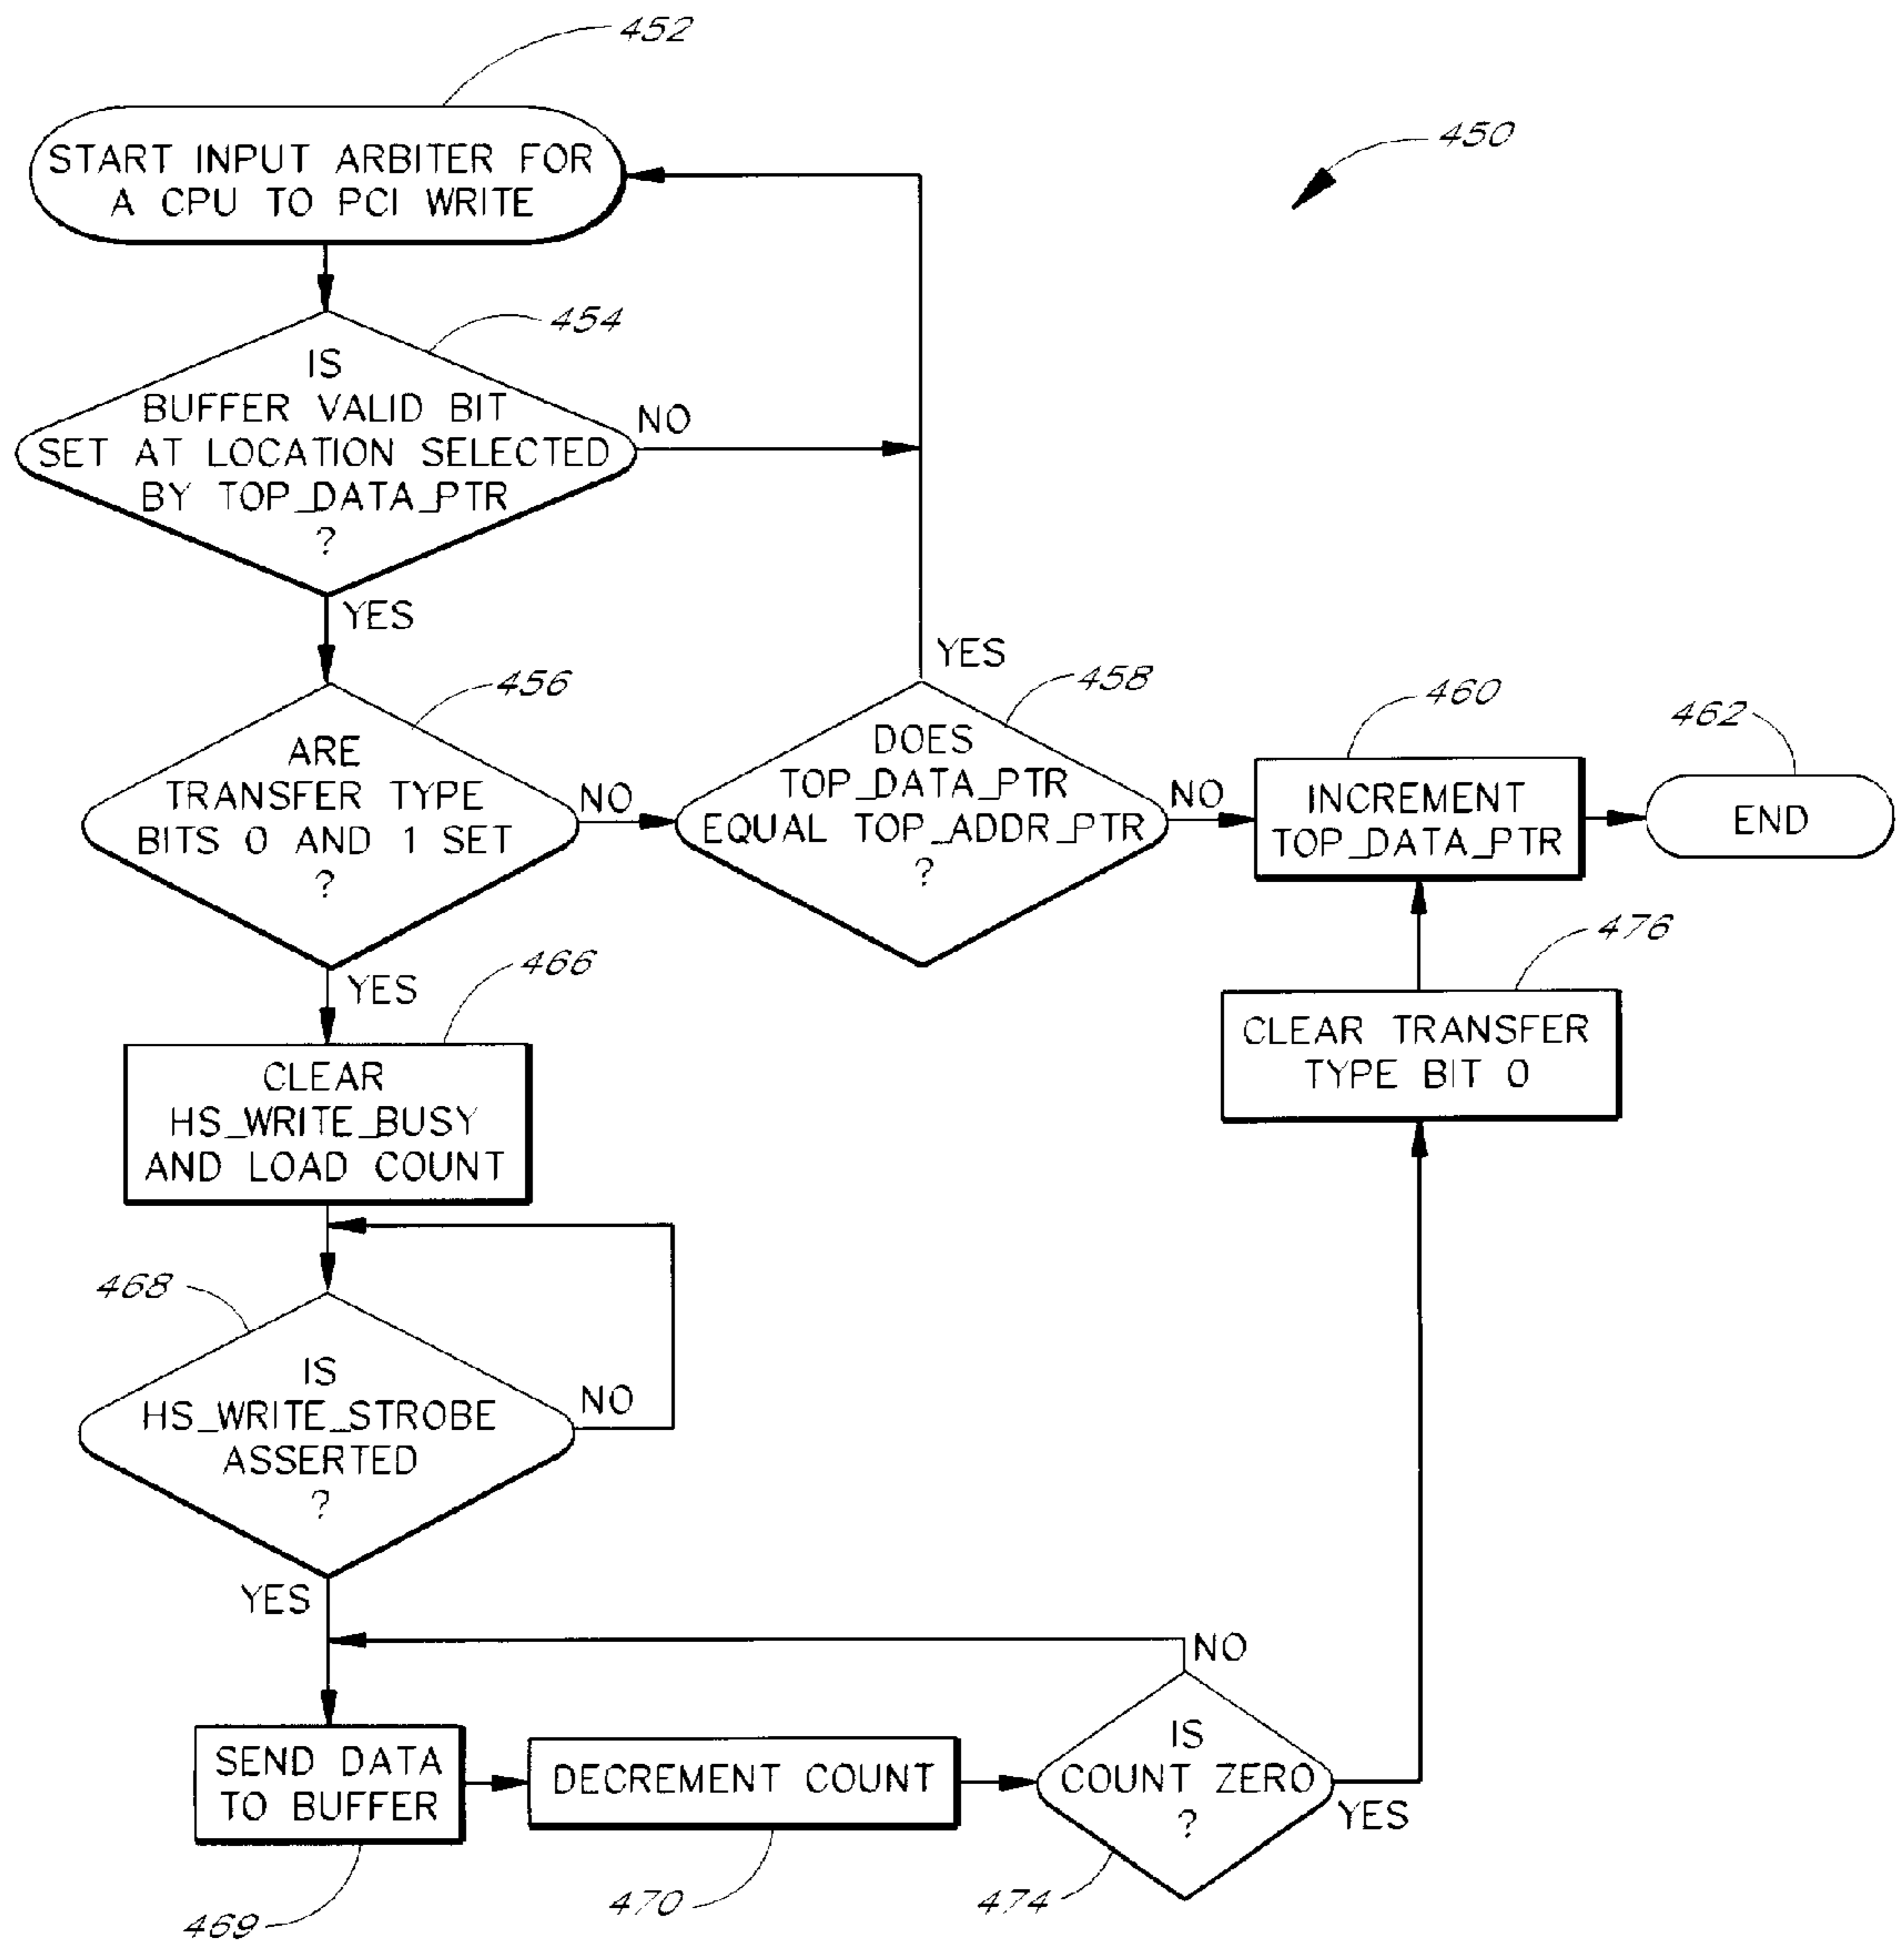 452
450
START INPUT ARBITER FOR
A CPU TO PCI WRITE
454
IS
BUFFER VALID BIT
SET AT LOCATION SELECTED
BY TOP_DATA_PTR
?
NO
YES
456
ARE
TRANSFER TYPE
BITS 0 AND 1 SET
?
NO
YES
YES
458
DOES
TOP_DATA_PTR
EQUAL TOP_ADDR_PTR
?
NO
460
INCREMENT
TOP_DATA_PTR
462
END
476
CLEAR TRANSFER
TYPE BIT 0
466
CLEAR
HS_WRITE_BUSY
AND LOAD COUNT
468
IS
HS_WRITE_STROBE
ASSERTED
?
NO
YES
SEND DATA
TO BUFFER
469
DECREMENT COUNT
470
NO
IS
COUNT ZERO
?
YES
474